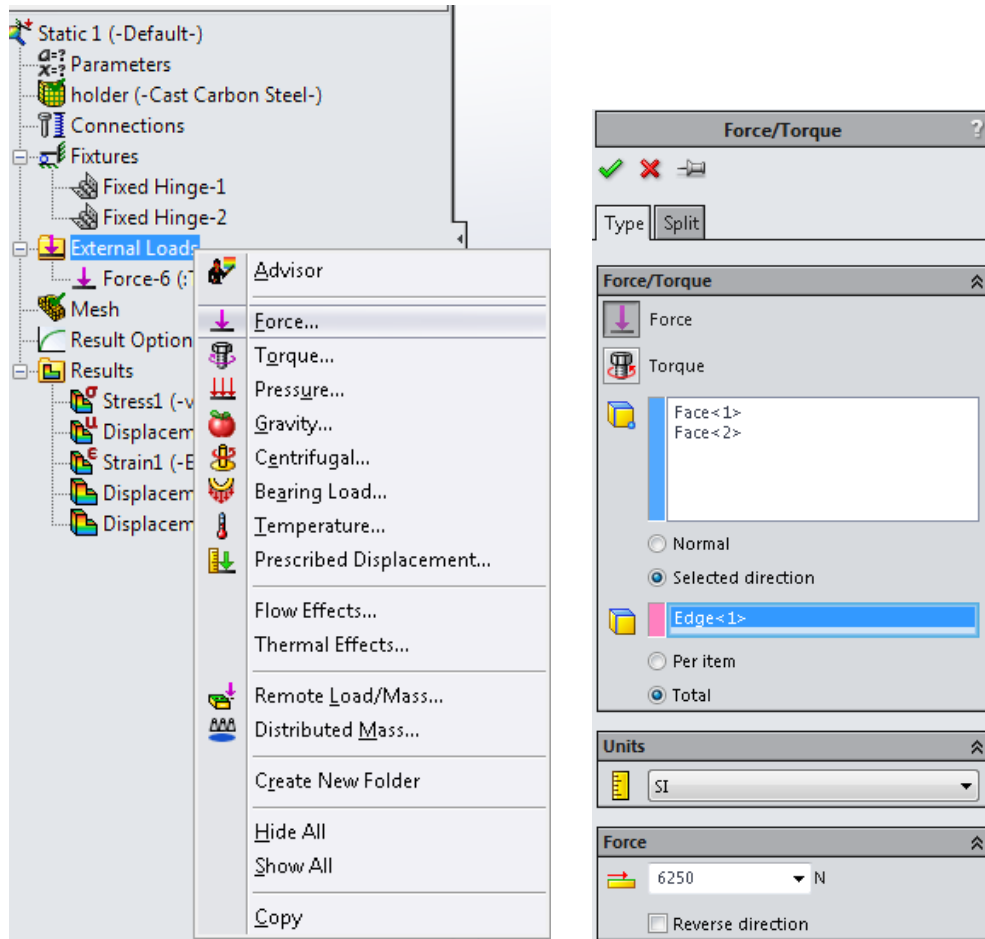 Static 1 (-Default-)
Parameters
holder (-Cast Carbon Steel-)
Connections
Fixtures
Fixed Hinge-1
Fixed Hinge-2
External Loads
Force-6 (:
Mesh
Result Option
Results
Stress1 (-v
Displacem
Strain1 (-E
Displacem
Displacem
Advisor
Force...
Torque...
Pressure...
Gravity...
Centrifugal...
Bearing Load...
Temperature...
Prescribed Displacement...
Flow Effects...
Thermal Effects...
Remote Load/Mass...
Distributed Mass...
Create New Folder
Hide All
Show All
Copy
Force/Torque ?
Type Split
Force/Torque
Force
Torque
Face<1>
Face<2>
Normal
Selected direction
Edge<1>
Per item
Total
Units
SI
Force
6250 N
Reverse direction